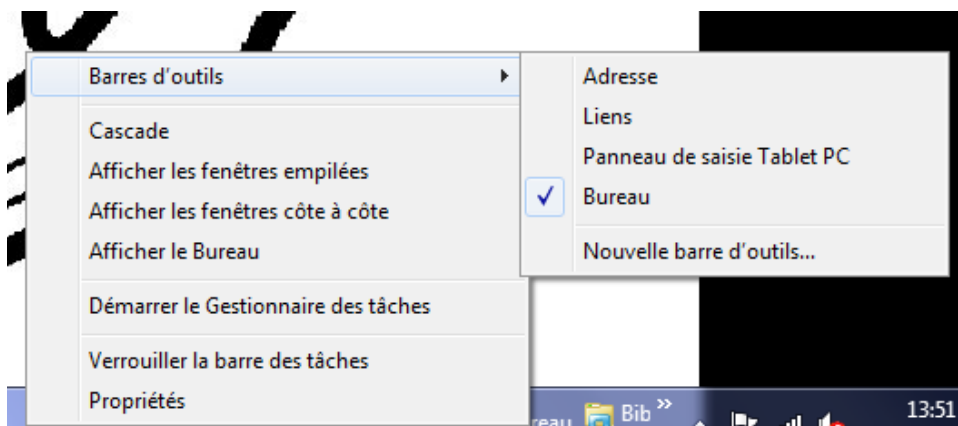 Barres d'outils
Cascade
Afficher les fenêtres empilées
Afficher les fenêtres côte à côte
Afficher le Bureau
Démarrer le Gestionnaire des tâches
Verrouiller la barre des tâches
Propriétés
Adresse
Liens
Panneau de saisie Tablet PC
Bureau
Nouvelle barre d'outils...
Bib »
13:51